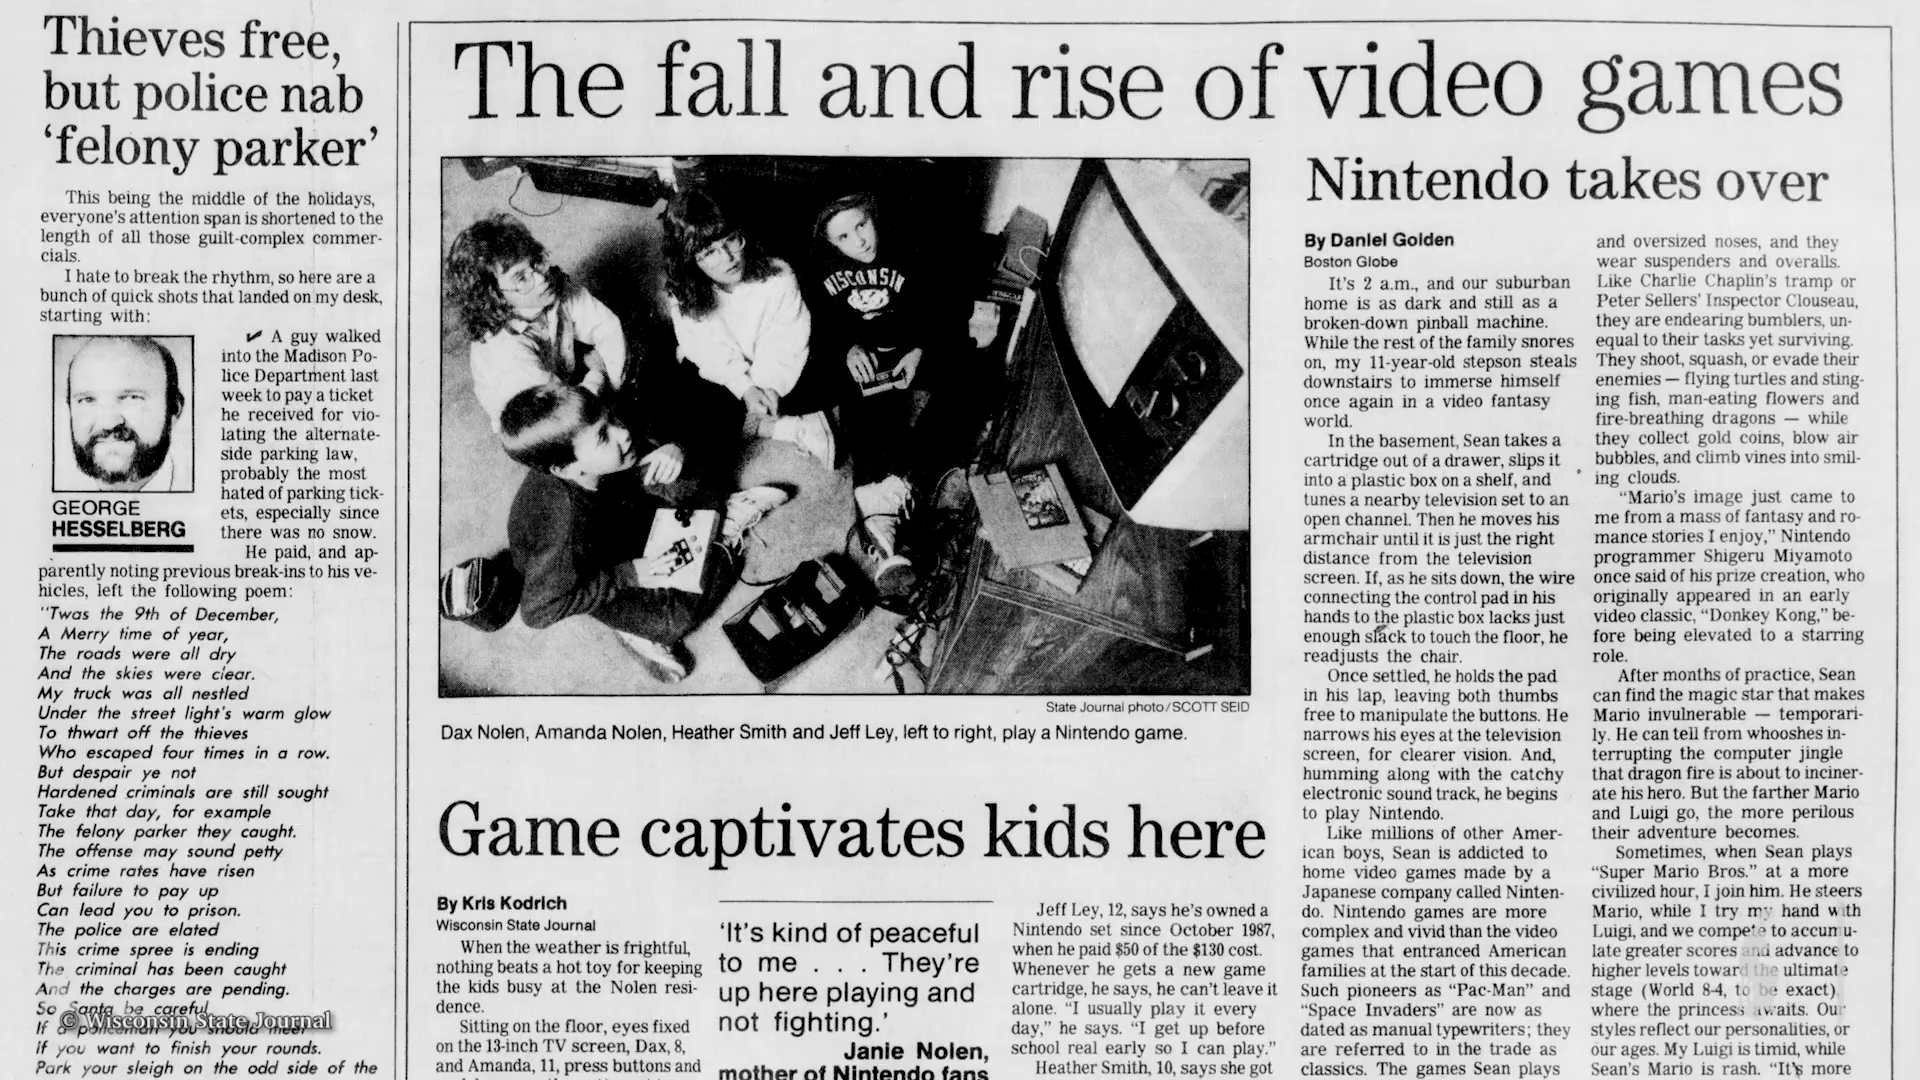 Thieves free,
but police nab
‘felony parker’
This being the middle of the holidays,
everyone's attention span is shortened to the
length of all those guilt-complex commer-
cials.
I hate to break the rhythm, so here are a
bunch of quick shots that landed on my desk,
starting with:
GEORGE
HESSELBERG
✔ A guy walked
into the Madison Po-
lice Department last
week to pay a ticket
he received for vio-
lating the alternate-
side parking law,
probably the most
hated of parking tick-
ets, especially since
there was no snow.
He paid, and ap-
parently noting previous break-ins to his ve-
hicles, left the following poem:
"Twas the 9th of December,
A Merry time of year,
The roads were all dry
And the skies were clear.
My truck was all nestled
Under the street light's warm glow
To thwart off the thieves
Who escaped four times in a row.
But despair ye not
Hardened criminals are still sought
Take that day, for example
The felony parker they caught.
The offense may sound petty
As crime rates have risen
But failure to pay up
Can lead you to prison.
The police are elated
This crime spree is ending
The criminal has been caught
And the charges are pending.
So Santa be careful
If a policeman you should meet
If you want to finish your rounds.
Park your sleigh on the odd side of the
© Wisconsin State Journal
The fall and rise of video games
WISCONSIN
State Journal photo/SCOTT SEID
Dax Nolen, Amanda Nolen, Heather Smith and Jeff Ley, left to right, play a Nintendo game.
Game captivates kids here
By Kris Kodrich
Wisconsin State Journal
When the weather is frightful,
nothing beats a hot toy for keeping
the kids busy at the Nolen resi-
dence.
Sitting on the floor, eyes fixed
on the 13-inch TV screen, Dax, 8,
and Amanda, 11, press buttons and
‘It's kind of peaceful
to me . . . They're
up here playing and
not fighting.’
Janie Nolen,
mother of Nintendo fans
Jeff Ley, 12, says he's owned a
Nintendo set since October 1987,
when he paid $50 of the $130 cost.
Whenever he gets a new game
cartridge, he says, he can't leave it
alone. “I usually play it every
day,” he says. “I get up before
school real early so I can play.”
Heather Smith, 10, says she got
Nintendo takes over
By Daniel Golden
Boston Globe
It's 2 a.m., and our suburban
home is as dark and still as a
broken-down pinball machine.
While the rest of the family snores
on, my 11-year-old stepson steals
downstairs to immerse himself
once again in a video fantasy
world.
In the basement, Sean takes a
cartridge out of a drawer, slips it
into a plastic box on a shelf, and
tunes a nearby television set to an
open channel. Then he moves his
armchair until it is just the right
distance from the television
screen. If, as he sits down, the wire
connecting the control pad in his
hands to the plastic box lacks just
enough slack to touch the floor, he
readjusts the chair.
Once settled, he holds the pad
in his lap, leaving both thumbs
free to manipulate the buttons. He
narrows his eyes at the television
screen, for clearer vision. And,
humming along with the catchy
electronic sound track, he begins
to play Nintendo.
Like millions of other Amer-
ican boys, Sean is addicted to
home video games made by a
Japanese company called Ninten-
do. Nintendo games are more
complex and vivid than the video
games that entranced American
families at the start of this decade.
Such pioneers as “Pac-Man” and
“Space Invaders” are now as
dated as manual typewriters; they
are referred to in the trade as
classics. The games Sean plays
and oversized noses, and they
wear suspenders and overalls.
Like Charlie Chaplin's tramp or
Peter Sellers' Inspector Clouseau,
they are endearing bumblers, un-
equal to their tasks yet surviving.
They shoot, squash, or evade their
enemies — flying turtles and sting-
ing fish, man-eating flowers and
fire-breathing dragons — while
they collect gold coins, blow air
bubbles, and climb vines into smil-
ing clouds.
“Mario's image just came to
me from a mass of fantasy and ro-
mance stories I enjoy,” Nintendo
programmer Shigeru Miyamoto
once said of his prize creation, who
originally appeared in an early
video classic, “Donkey Kong,” be-
fore being elevated to a starring
role.
After months of practice, Sean
can find the magic star that makes
Mario invulnerable — temporari-
ly. He can tell from whooshes in-
terrupting the computer jingle
that dragon fire is about to inciner-
ate his hero. But the farther Mario
and Luigi go, the more perilous
their adventure becomes.
Sometimes, when Sean plays
“Super Mario Bros.” at a more
civilized hour, I join him. He steers
Mario, while I try my hand with
Luigi, and we compete to accumu-
late greater scores and advance to
higher levels toward the ultimate
stage (World 8-4, to be exact)
where the princess awaits. Our
styles reflect our personalities, or
our ages. My Luigi is timid, while
Sean's Mario is rash. “It's more